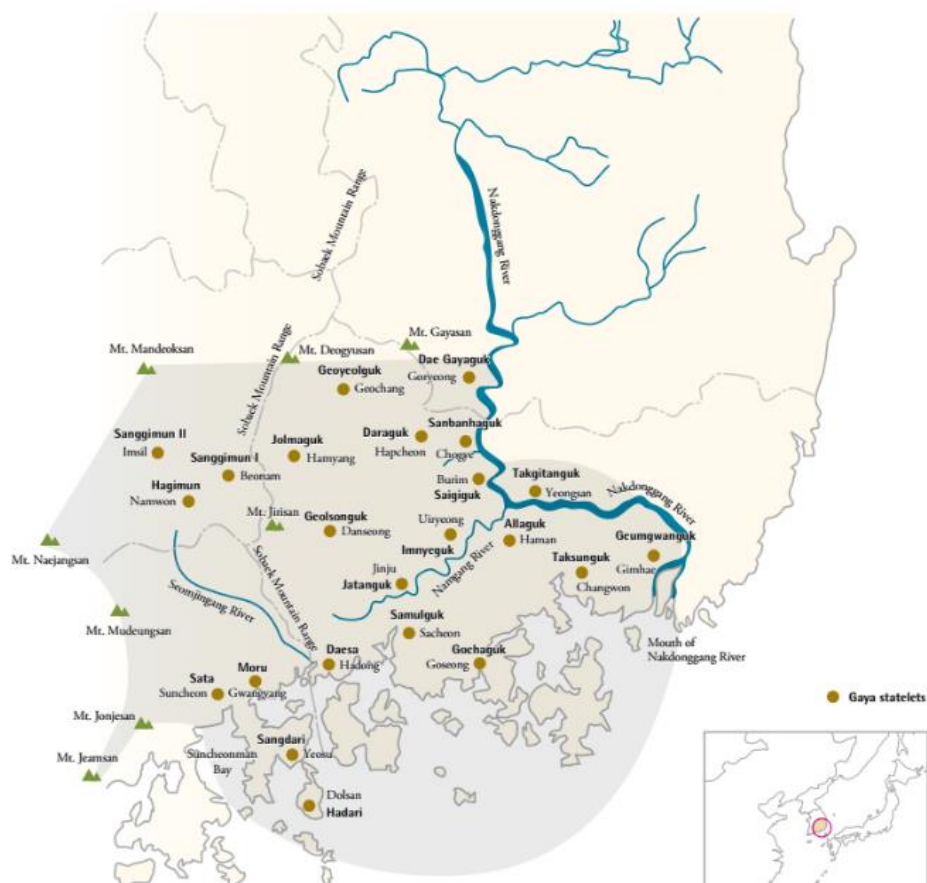 Nakdonggang River
Sobaek Mountain Range
Mt. Gayasan
Mt. Mandeoksan
Mt. Deogyusan
Sobaek Mountain Range
Dae Gayaguk
Goryeong
Geoyeolguk
Geochang
Sanggimun II
Imsil
Jolmaguk
Hamyang
Daraguk
Hapcheon
Sanbanhaguk
Chogye
Sanggimun I
Beonam
Hagimun
Namwon
Burim
Saigiguk
Takgitanguk
Yeongsan
Nakdonggang River
Mt. Jirisan
Geolsonguk
Danseong
Uiryeong
Imnyeguk
Allaguk
Haman
Geumgwanguk
Gimhae
Mt. Naejangsan
Taksunguk
Changwon
Jinju
Jatanguk
Namgang River
Seomjingang River
Sobaek Mountain Range
Mt. Mudeungsan
Samulguk
Sacheon
Mouth of
Nakdonggang River
Daesa
Hadong
Gochaguk
Goseong
Moru
Gwangyang
Sata
Suncheon
Gaya statelets
Mt. Jonjesan
Sangdari
Yeosu
Suncheonman
Bay
Mt. Jeamsan
Dolsan
Hadari